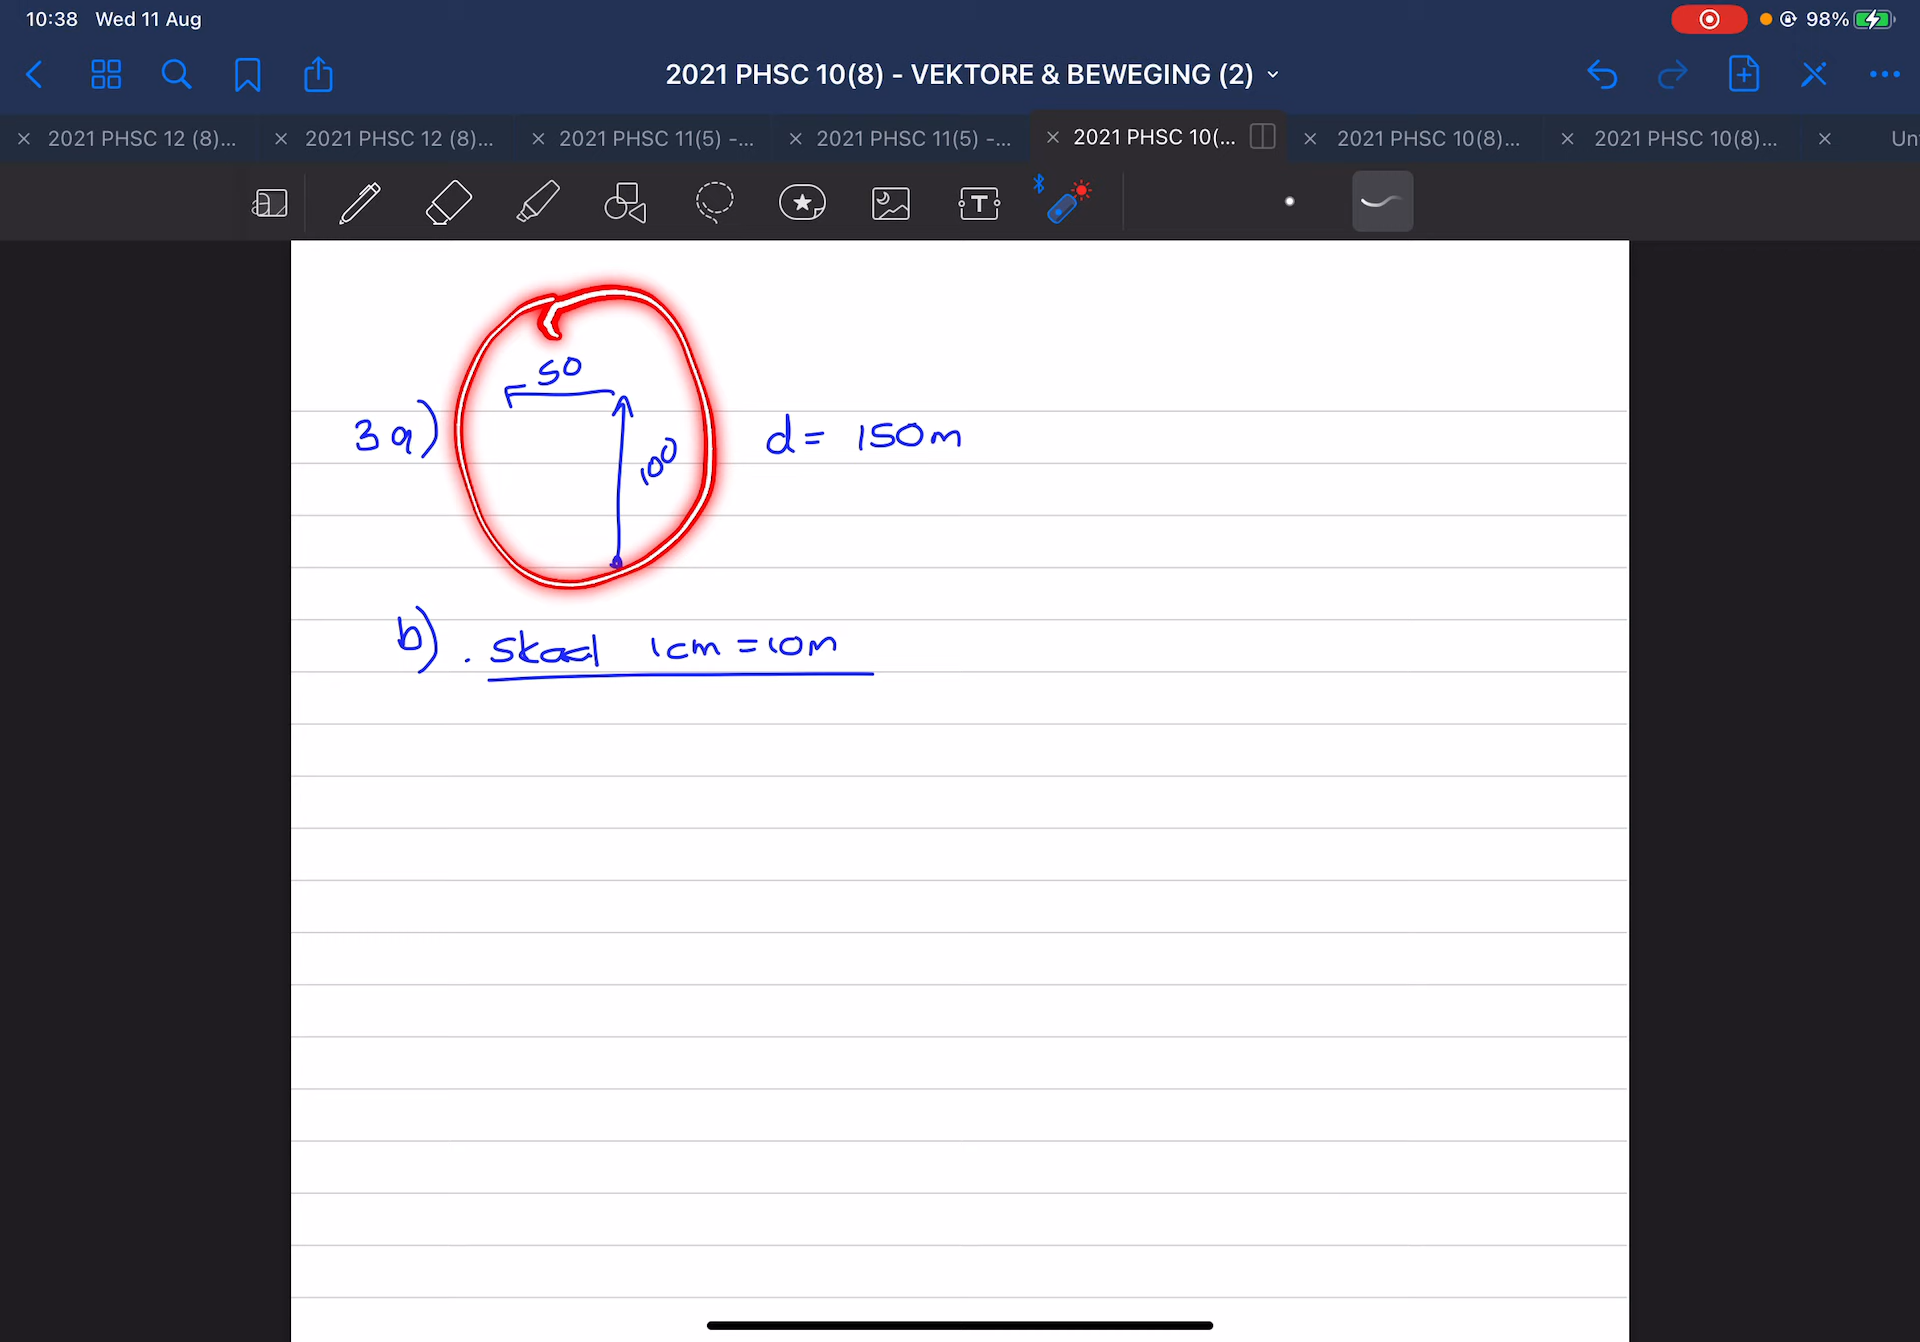 10:38 Wed 11 Aug
98%
2021 PHSC 10(8) - VEKTORE & BEWEGING (2)
2021 PHSC 12 (8)...
2021 PHSC 12 (8)...
2021 PHSC 11(5) -...
2021 PHSC 11(5) -...
2021 PHSC 10(...
2021 PHSC 10(8)...
2021 PHSC 10(8)...
Un
T
50
3a)
100
d = 150m
b) . skaal 1cm = 10m